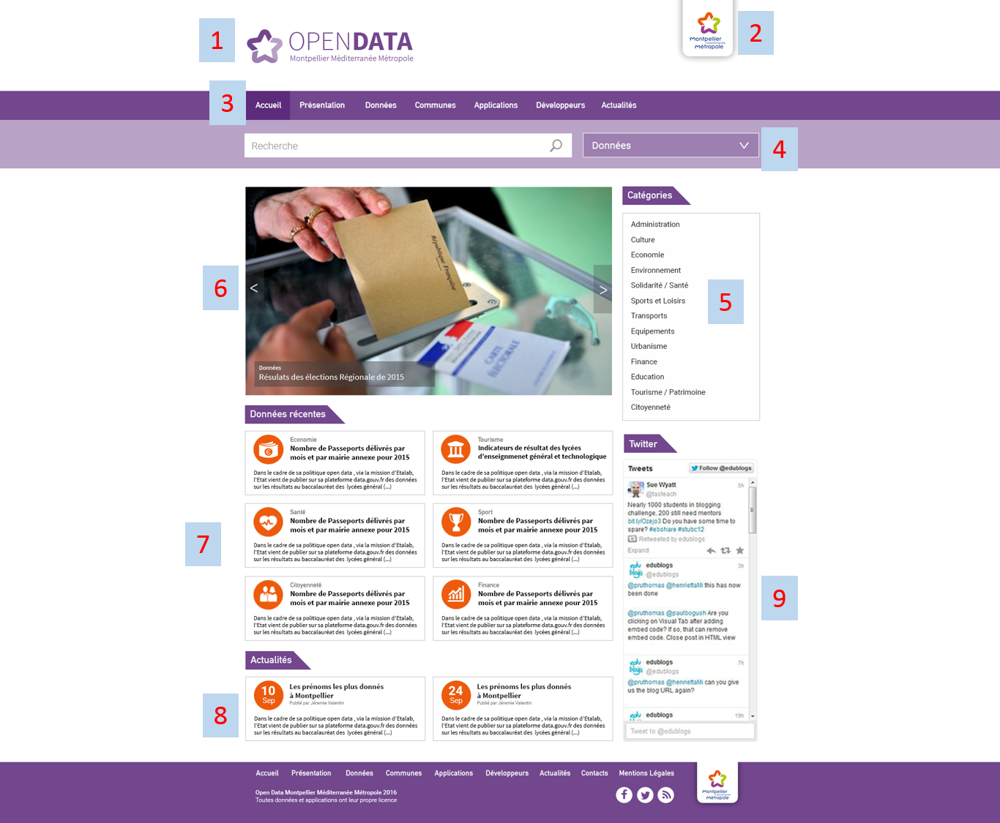 1
OPENDATA
Montpellier Méditerranée Métropole
Montpellier
Méditerranée
Métropole
2
3
Accueil Présentation Données Communes Applications Développeurs Actualités
Recherche
Données
4
6
<
>
République Française
CARTE
ÉLECTORALE
Données
Résulats des élections Régionale de 2015
Catégories
Administration
Culture
Economie
Environnement
Solidarité / Santé
Sports et Loisirs
Transports
Equipements
Urbanisme
Finance
Education
Tourisme / Patrimoine
Citoyenneté
5
Données récentes
Economie
Nombre de Passeports délivrés par
mois et par mairie annexe pour 2015
Dans le cadre de sa politique open data , via la mission d'Etalab,
l'Etat vient de publier sur sa plateforme data.gouv.fr des données
sur les résultats au baccalauréat des lycées général (...)
Tourisme
Indicateurs de résultat des lycées
d'enseignmenet général et technologique
Dans le cadre de sa politique open data , via la mission d'Etalab,
l'Etat vient de publier sur sa plateforme data.gouv.fr des données
sur les résultats au baccalauréat des lycées général (...)
7
Santé
Nombre de Passeports délivrés par
mois et par mairie annexe pour 2015
Dans le cadre de sa politique open data , via la mission d'Etalab,
l'Etat vient de publier sur sa plateforme data.gouv.fr des données
sur les résultats au baccalauréat des lycées général (...)
Sport
Nombre de Passeports délivrés par
mois et par mairie annexe pour 2015
Dans le cadre de sa politique open data , via la mission d'Etalab,
l'Etat vient de publier sur sa plateforme data.gouv.fr des données
sur les résultats au baccalauréat des lycées général (...)
Citoyenneté
Nombre de Passeports délivrés par
mois et par mairie annexe pour 2015
Dans le cadre de sa politique open data , via la mission d'Etalab,
l'Etat vient de publier sur sa plateforme data.gouv.fr des données
sur les résultats au baccalauréat des lycées général (...)
Finance
Nombre de Passeports délivrés par
mois et par mairie annexe pour 2015
Dans le cadre de sa politique open data , via la mission d'Etalab,
l'Etat vient de publier sur sa plateforme data.gouv.fr des données
sur les résultats au baccalauréat des lycées général (...)
Actualités
8
10
Sep
Les prénoms les plus donnés
à Montpellier
Publié par Jéremie Valentin
Dans le cadre de sa politique open data , via la mission d'Etalab,
l'Etat vient de publier sur sa plateforme data.gouv.fr des données
sur les résultats au baccalauréat des lycées général (...)
24
Sep
Les prénoms les plus donnés
à Montpellier
Publié par Jéremie Valentin
Dans le cadre de sa politique open data , via la mission d'Etalab,
l'Etat vient de publier sur sa plateforme data.gouv.fr des données
sur les résultats au baccalauréat des lycées général (...)
Twitter
Tweets Follow @edublogs
Sue Wyatt 5h
@tasteach
Nearly 1000 students in blogging
challenge, 200 still need mentors
bit.ly/Ozejo3 Do you have some time to
spare? #ebshare #stubc12
Retweeted by edublogs
Expand
edu
blogs
edublogs 3h
@edublogs
@pruthomas @henriettaMi this has now
been done
@pruthomas @paulbogush Are you
clicking on Visual Tab after adding
embed code? If so, that can remove
embed code. Close post in HTML view
9
edu
blogs
edublogs 7h
@edublogs
@pruthomas @henriettaMi can you give
us the blog URL again?
edu
blogs
edublogs 19h
@edublogs
Tweet to @edublogs
Accueil Présentation Données Communes Applications Développeurs Actualités Contacts Mentions Légales
Open Data Montpellier Méditerranée Métropole 2016
Toutes données et applications ont leur propre licence
Montpellier
Méditerranée
Métropole